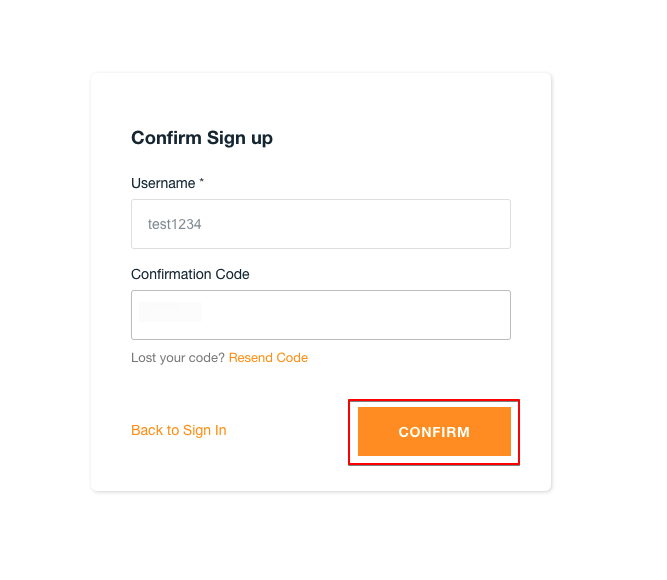 Confirm Sign up
Username *
test1234
Confirmation Code
Lost your code? Resend Code
Back to Sign In
CONFIRM